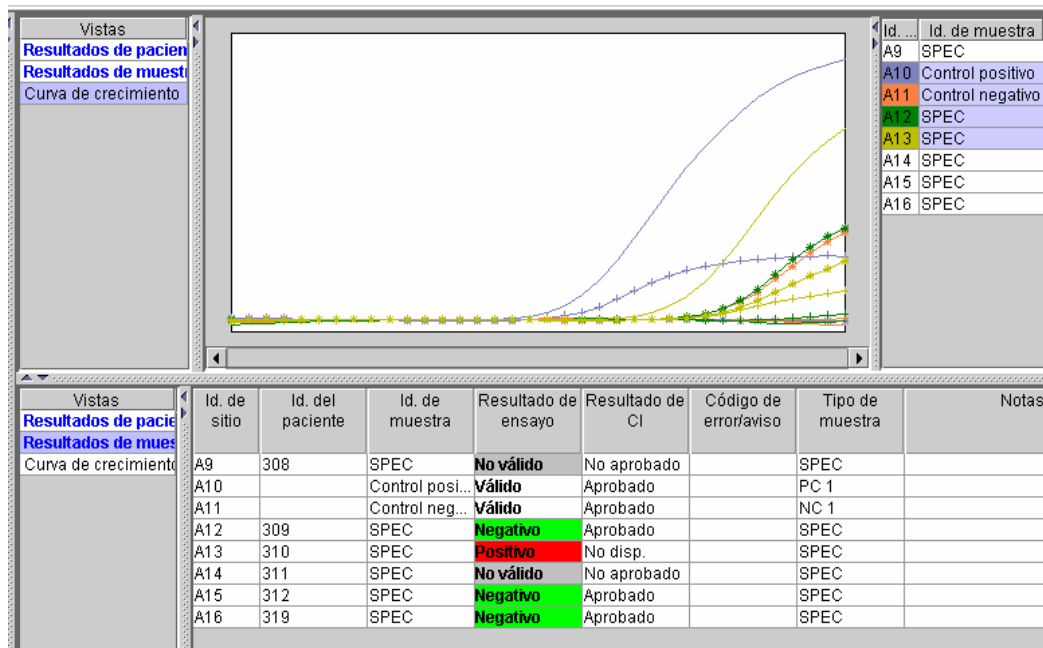 Vistas
Resultados de pacien
Resultados de muest
Curva de crecimiento
Id. ... Id. de muestra
A9 SPEC
A10 Control positivo
A11 Control negativo
A12 SPEC
A13 SPEC
A14 SPEC
A15 SPEC
A16 SPEC
Vistas
Resultados de pacie
Resultados de mues
Curva de crecimiento
Id. de sitio Id. del paciente Id. de muestra Resultado de ensayo Resultado de CI Código de error/aviso Tipo de muestra Notas
A9 308 SPEC No válido No aprobado SPEC
A10 Control posi... Válido Aprobado PC 1
A11 Control neg... Válido Aprobado NC 1
A12 309 SPEC Negativo Aprobado SPEC
A13 310 SPEC Positivo No disp. SPEC
A14 311 SPEC No válido No aprobado SPEC
A15 312 SPEC Negativo Aprobado SPEC
A16 319 SPEC Negativo Aprobado SPEC